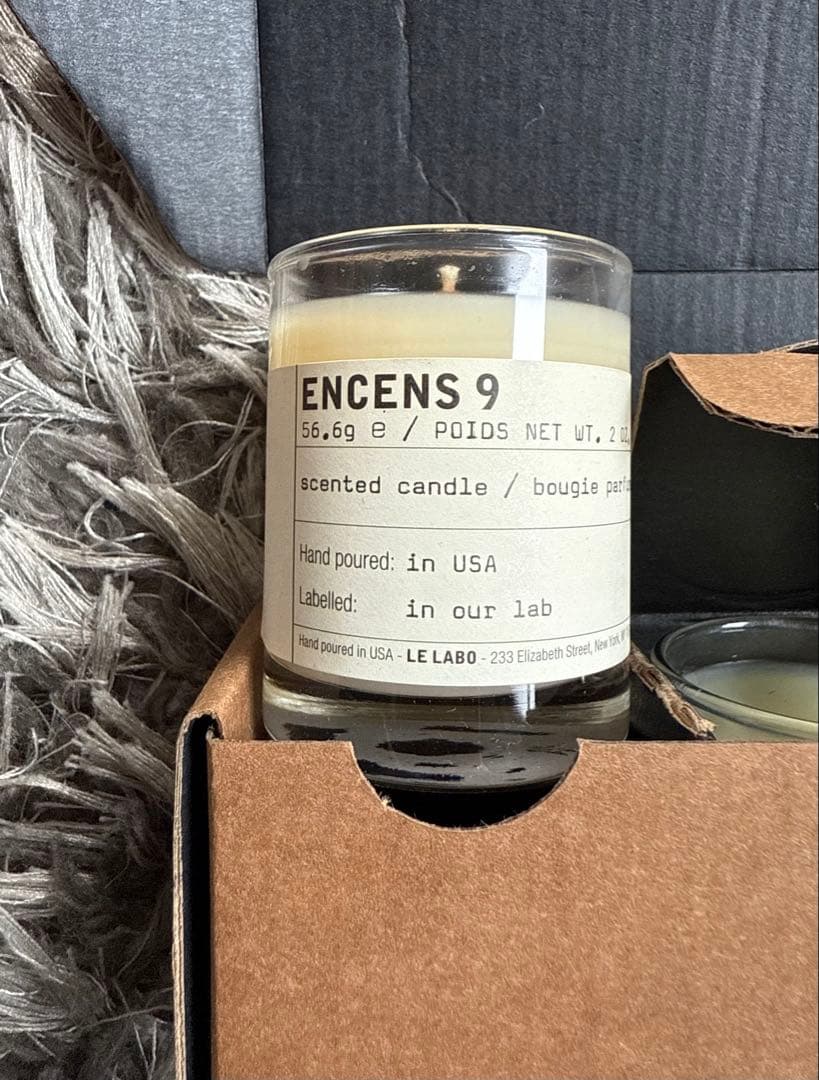 ENCENS 9
56.6g e / POIDS NET WT. 2 OZ
scented candle / bougie
Hand poured: in USA
Labelled: in our lab
Hand poured in USA - LE LABO - 233 Elizabeth Street, New York,